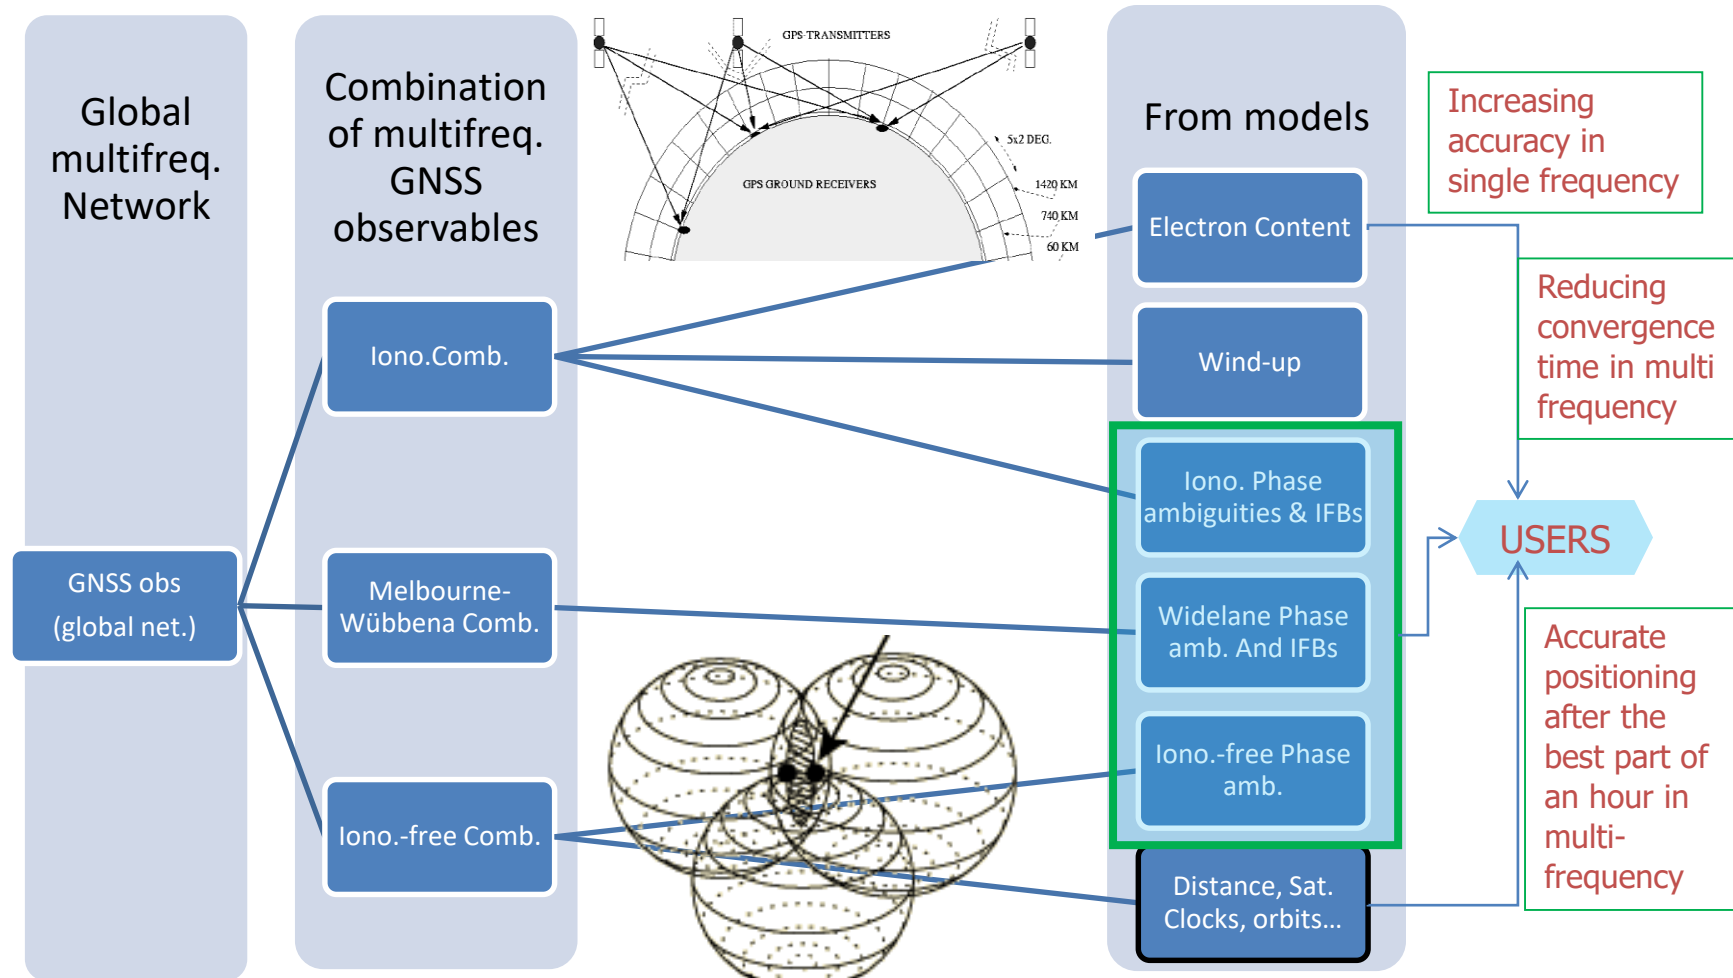 Global
multifreq.
Network
GNSS obs
(global net.)
Combination
of multifreq.
GNSS
observables
Iono.Comb.
Melbourne-
Wübbena Comb.
Iono.-free Comb.
GPS TRANSMITTERS
GPS GROUND RECEIVERS
5x2 DEG.
1420 KM
740 KM
60 KM
From models
Electron Content
Wind-up
Iono. Phase
ambiguities & IFBs
Widelane Phase
amb. And IFBs
Iono.-free Phase
amb.
Distance, Sat.
Clocks, orbits...
Increasing
accuracy in
single frequency
Reducing
convergence
time in multi
frequency
USERS
Accurate
positioning
after the
best part of
an hour in
multi-
frequency